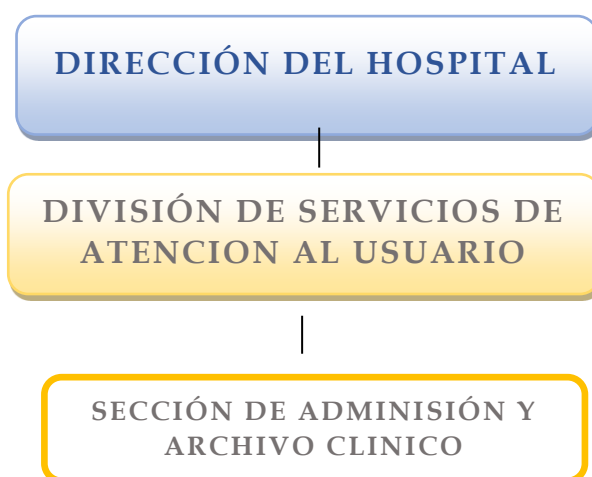 DIRECCIÓN DEL HOSPITAL
DIVISIÓN DE SERVICIOS DE
ATENCION AL USUARIO
SECCIÓN DE ADMINISIÓN Y
ARCHIVO CLINICO